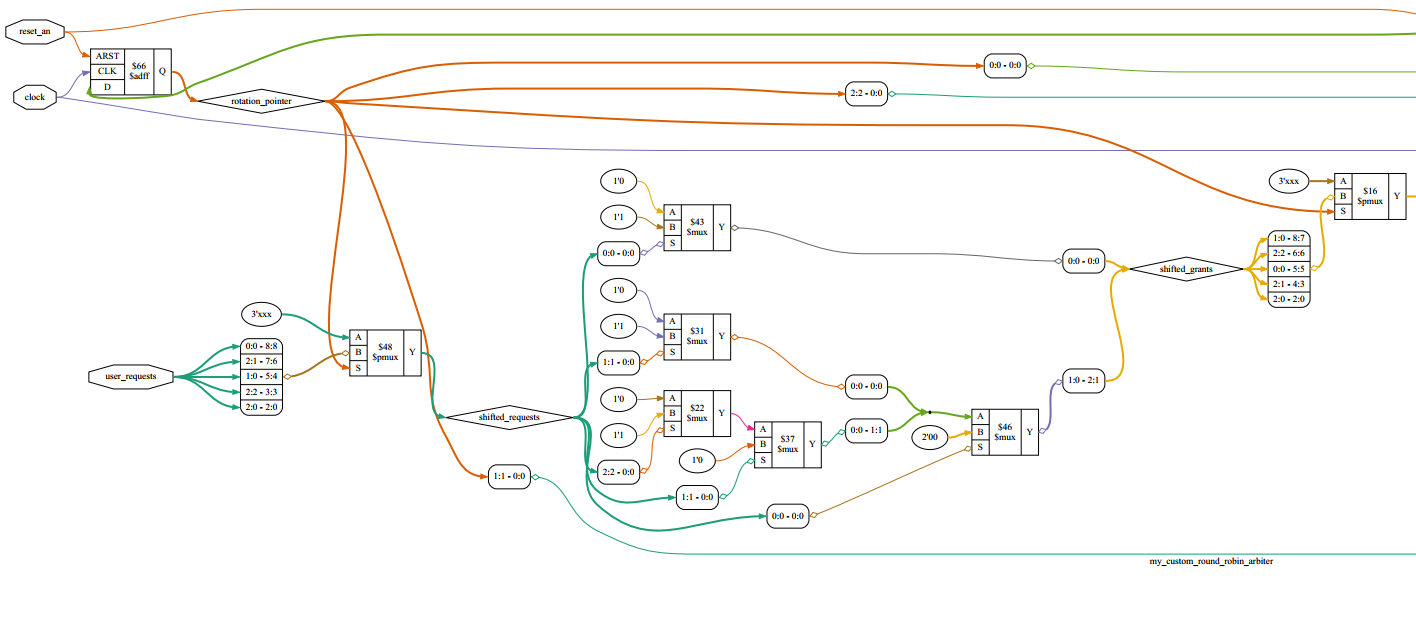 reset_an
ARST
CLK
D
$66
$adff
Q
clock
rotation_pointer
0:0 - 0:0
2:2 - 0:0
1'0
1'1
0:0 - 0:0
A
B
S
$43
$mux
Y
3'xxx
A
B
S
$16
$pmux
Y
0:0 - 0:0
shifted_grants
1:0 - 8:7
2:2 - 6:6
0:0 - 5:5
2:1 - 4:3
2:0 - 2:0
1'0
1'1
1:1 - 0:0
A
B
S
$31
$mux
Y
3'xxx
user_requests
0:0 - 8:8
2:1 - 7:6
1:0 - 5:4
2:2 - 3:3
2:0 - 2:0
A
B
S
$48
$pmux
Y
shifted_requests
1'0
1'1
2:2 - 0:0
A
B
S
$22
$mux
Y
1'0
1:1 - 0:0
A
B
S
$37
$mux
Y
0:0 - 0:0
0:0 - 1:1
2'00
0:0 - 0:0
A
B
S
$46
$mux
Y
1:0 - 2:1
1:1 - 0:0
my_custom_round_robin_arbiter